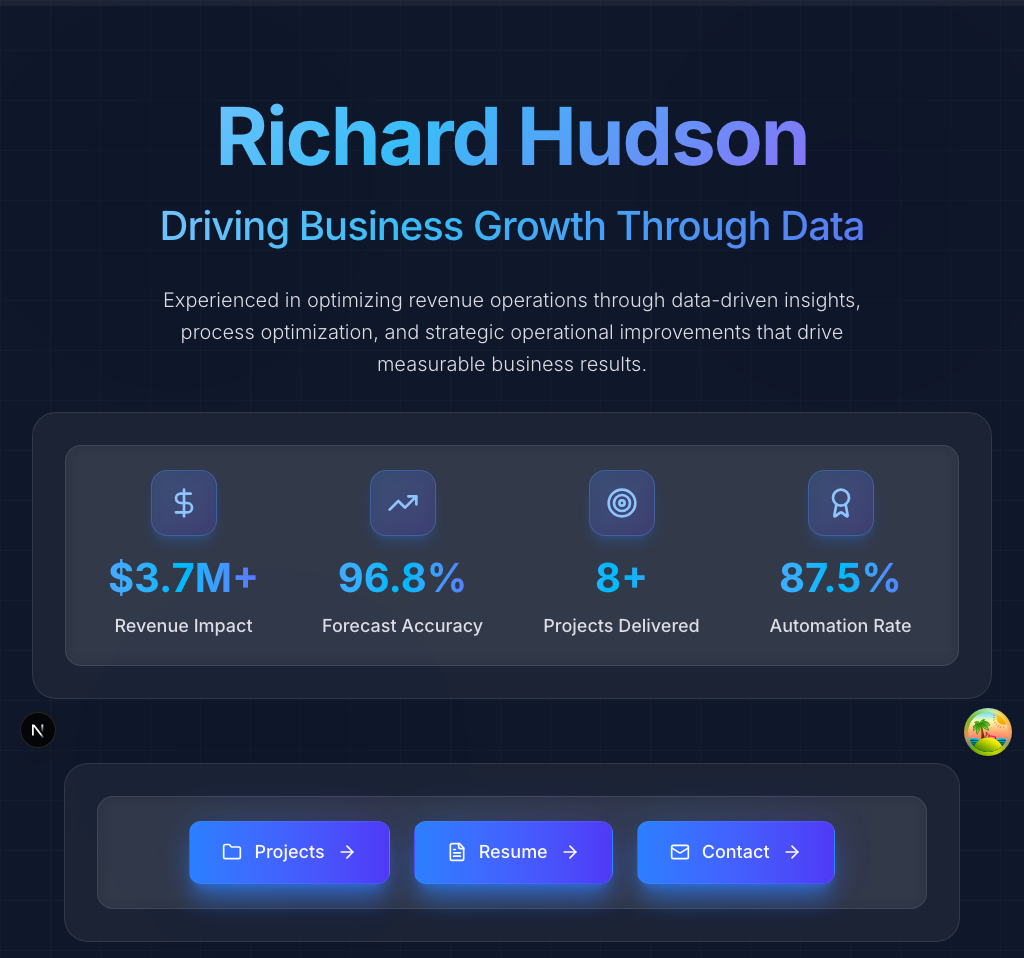 Richard Hudson
Driving Business Growth Through Data
Experienced in optimizing revenue operations through data-driven insights,
process optimization, and strategic operational improvements that drive
measurable business results.
$3.7M+
96.8%
8+
87.5%
Revenue Impact
Forecast Accuracy
Projects Delivered
Automation Rate
N
Projects
Resume
Contact